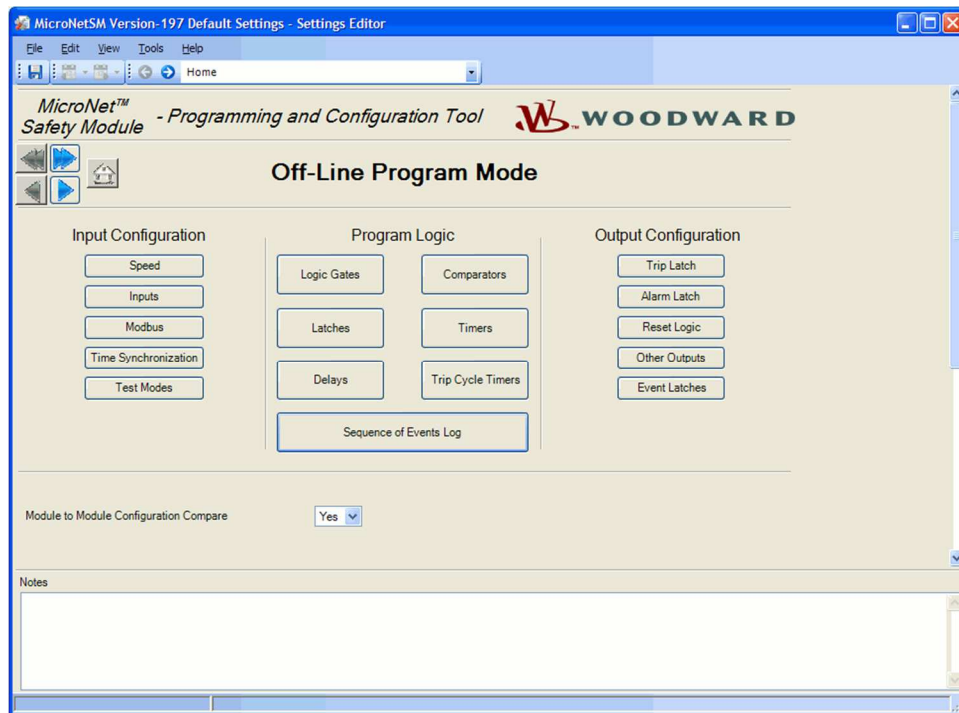 MicroNetSM Version-197 Default Settings - Settings Editor
File Edit View Tools Help
Home
MicroNet™ Safety Module - Programming and Configuration Tool WOODWARD
Off-Line Program Mode
Input Configuration
Speed
Inputs
Modbus
Time Synchronization
Test Modes
Program Logic
Logic Gates Comparators
Latches Timers
Delays Trip Cycle Timers
Sequence of Events Log
Output Configuration
Trip Latch
Alarm Latch
Reset Logic
Other Outputs
Event Latches
Module to Module Configuration Compare Yes
Notes